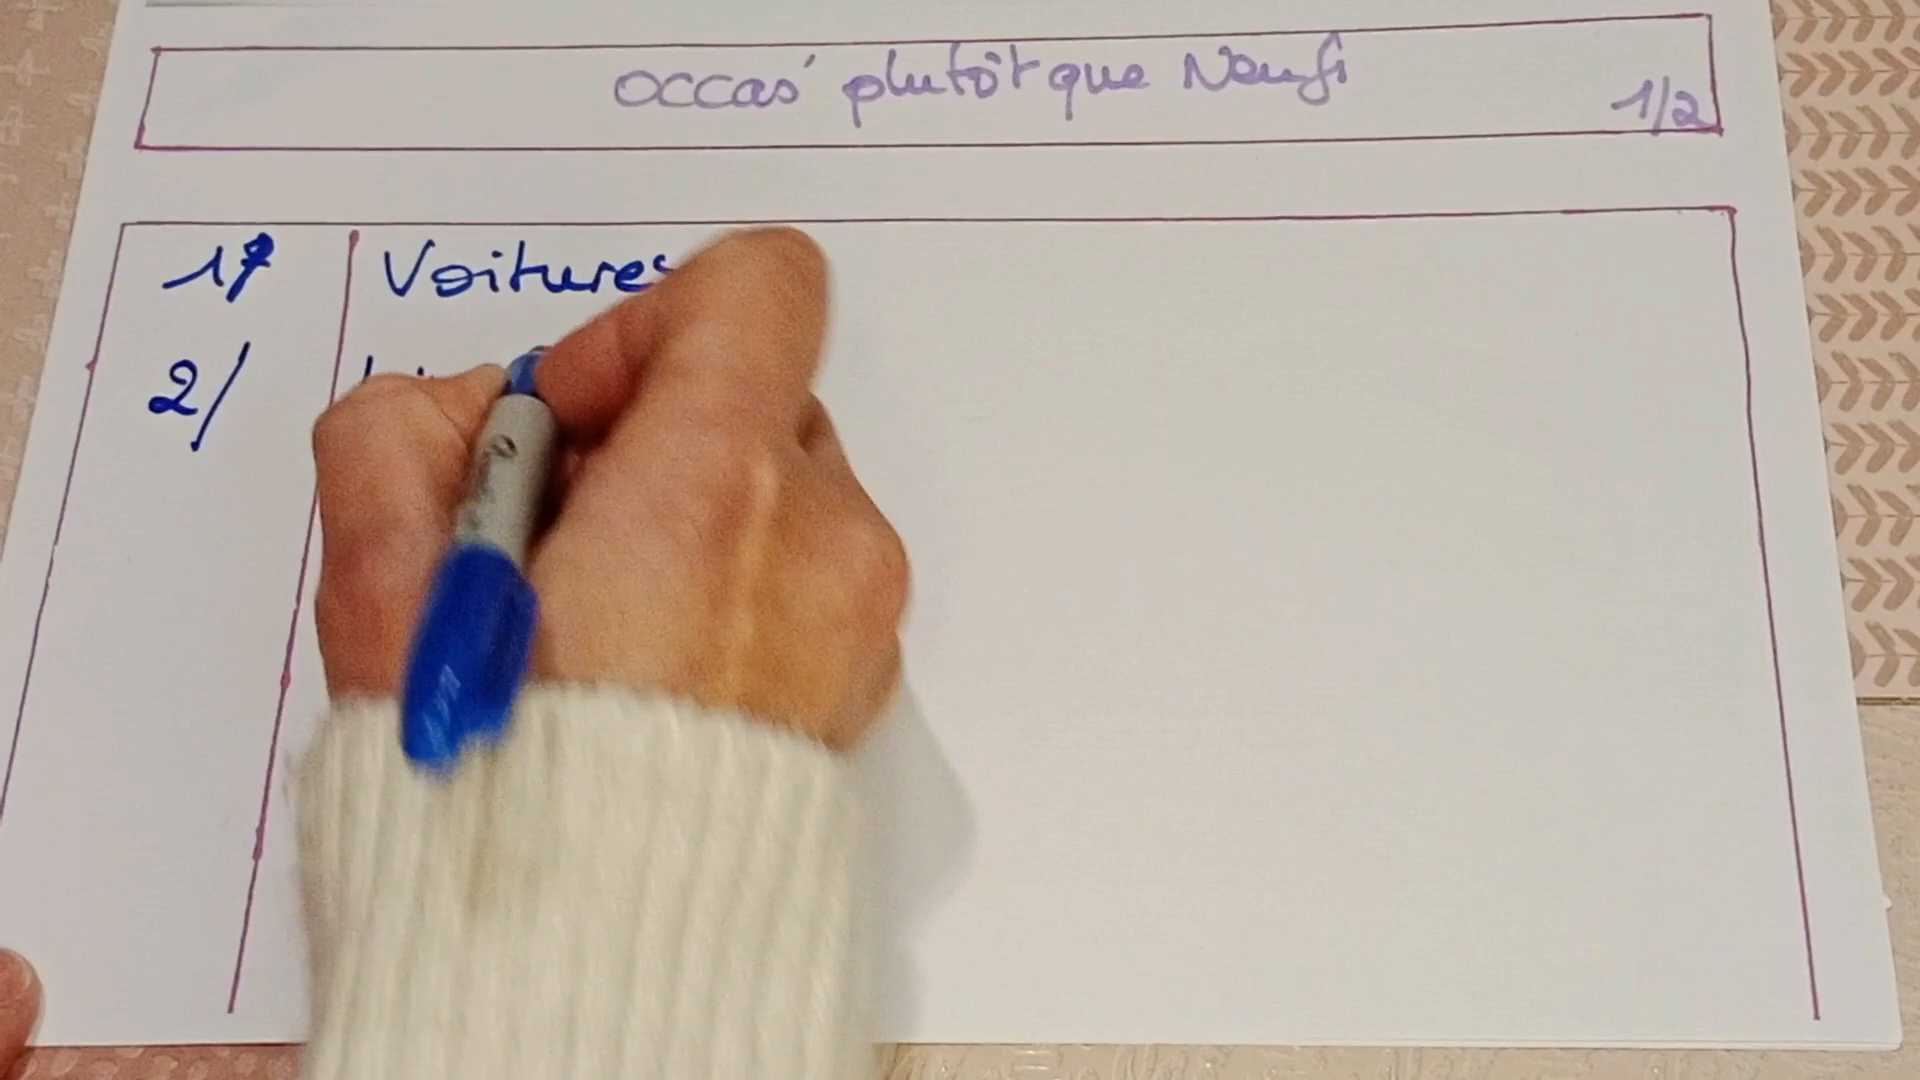 occas' plutôt que Neuf!
1/2
1/ Voitures
2/